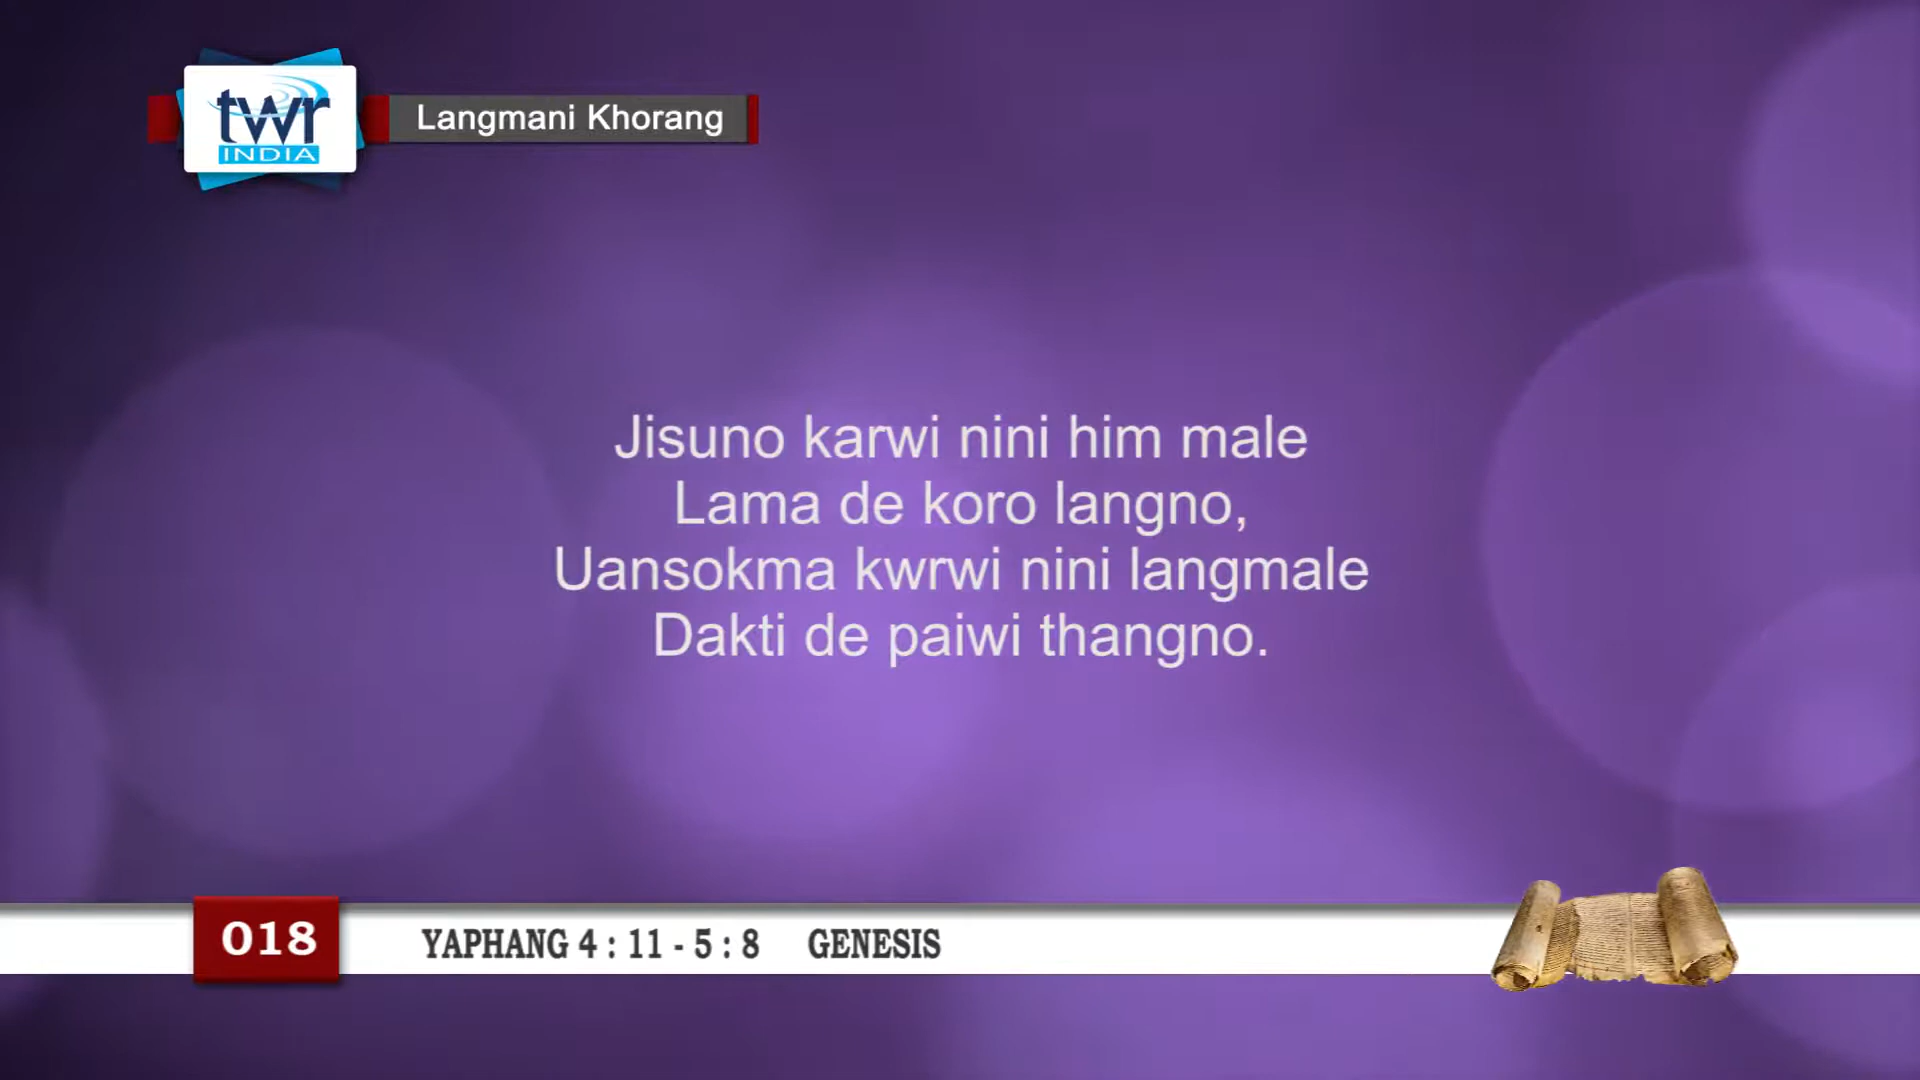 twr
INDIA
Langmani Khorang
Jisuno karwi nini him male
Lama de koro langno,
Uansokma kwrwi nini langmale
Dakti de paiwi thangno.
018 YAPHANG 4 : 11 - 5 : 8 GENESIS